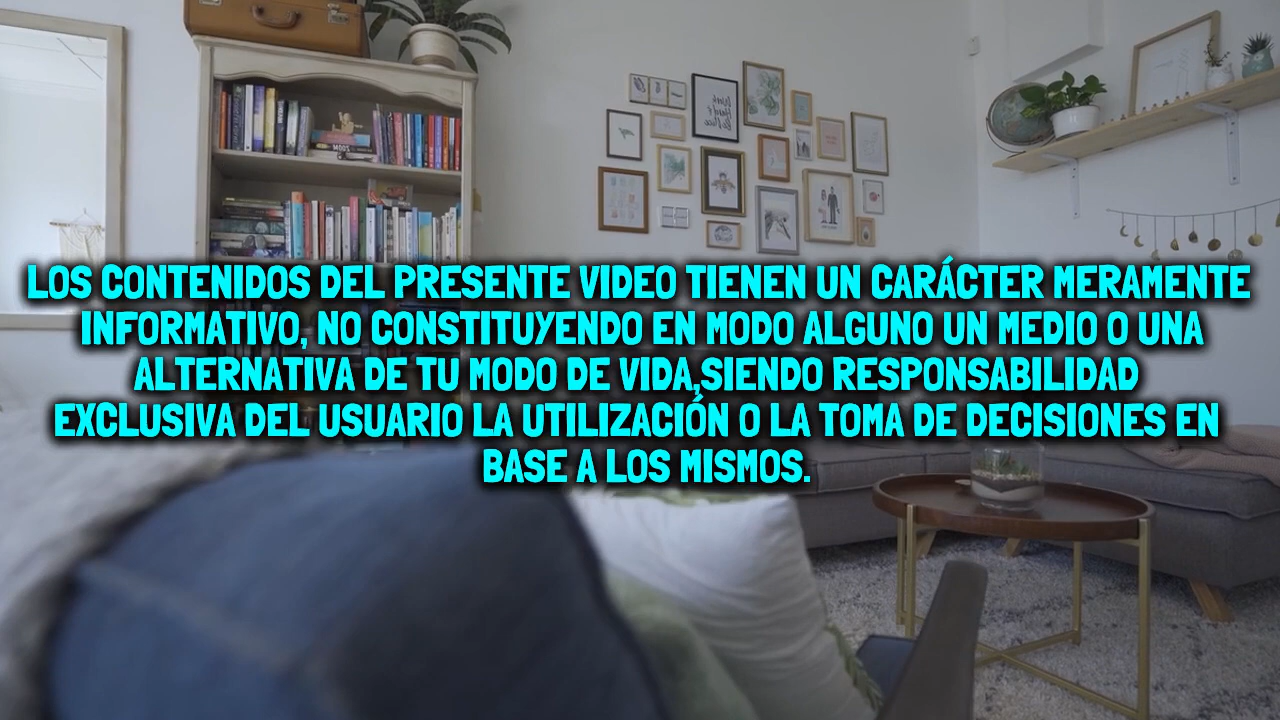 LOS CONTENIDOS DEL PRESENTE VIDEO TIENEN UN CARÁCTER MERAMENTE
INFORMATIVO, NO CONSTITUYENDO EN MODO ALGUNO UN MEDIO O UNA
ALTERNATIVA DE TU MODO DE VIDA,SIENDO RESPONSABILIDAD
EXCLUSIVA DEL USUARIO LA UTILIZACIÓN O LA TOMA DE DECISIONES EN
BASE A LOS MISMOS.